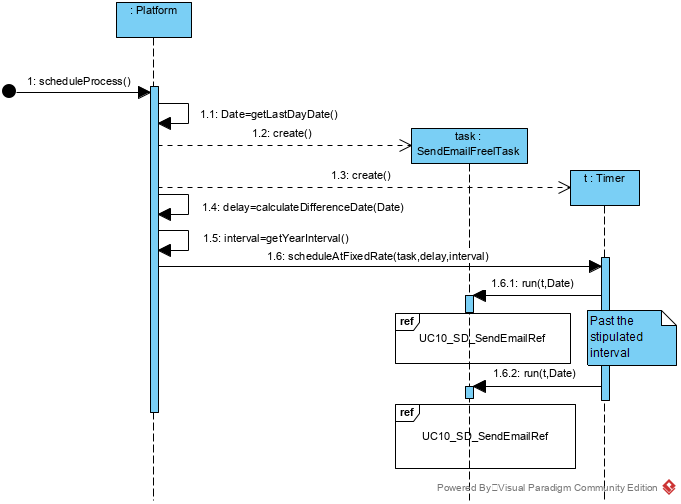 : Platform
1: scheduleProcess()
1.1: Date=getLastDayDate()
1.2: create()
task :
SendEmailFreelTask
1.3: create()
t : Timer
1.4: delay=calculateDifferenceDate(Date)
1.5: interval=getYearInterval()
1.6: scheduleAtFixedRate(task,delay,interval)
1.6.1: run(t,Date)
ref
UC10_SD_SendEmailRef
Past the
stipulated
interval
1.6.2: run(t,Date)
ref
UC10_SD_SendEmailRef
Powered By Visual Paradigm Community Edition